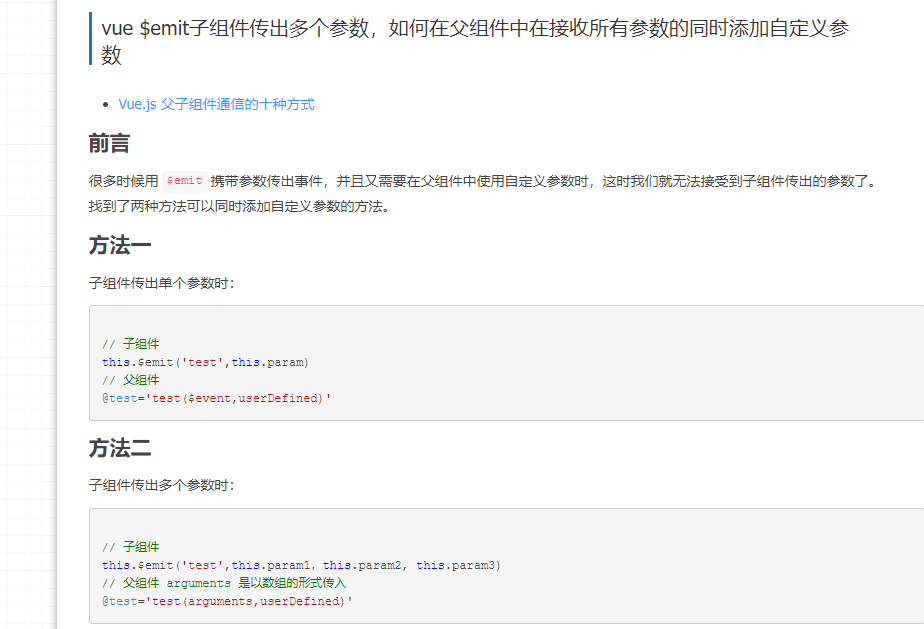 vue $emit子组件传出多个参数，如何在父组件中在接收所有参数的同时添加自定义参
数
Vue.js 父子组件通信的十种方式
前言
很多时候用 $emit 携带参数传出事件，并且又需要在父组件中使用自定义参数时，这时我们就无法接受到子组件传出的参数了。
找到了两种方法可以同时添加自定义参数的方法。
方法一
子组件传出单个参数时：
// 子组件
this.$emit('test',this.param)
// 父组件
@test='test($event,userDefined)'
方法二
子组件传出多个参数时：
// 子组件
this.$emit('test',this.param1, this.param2, this.param3)
// 父组件 arguments 是以数组的形式传入
@test='test(arguments,userDefined)'